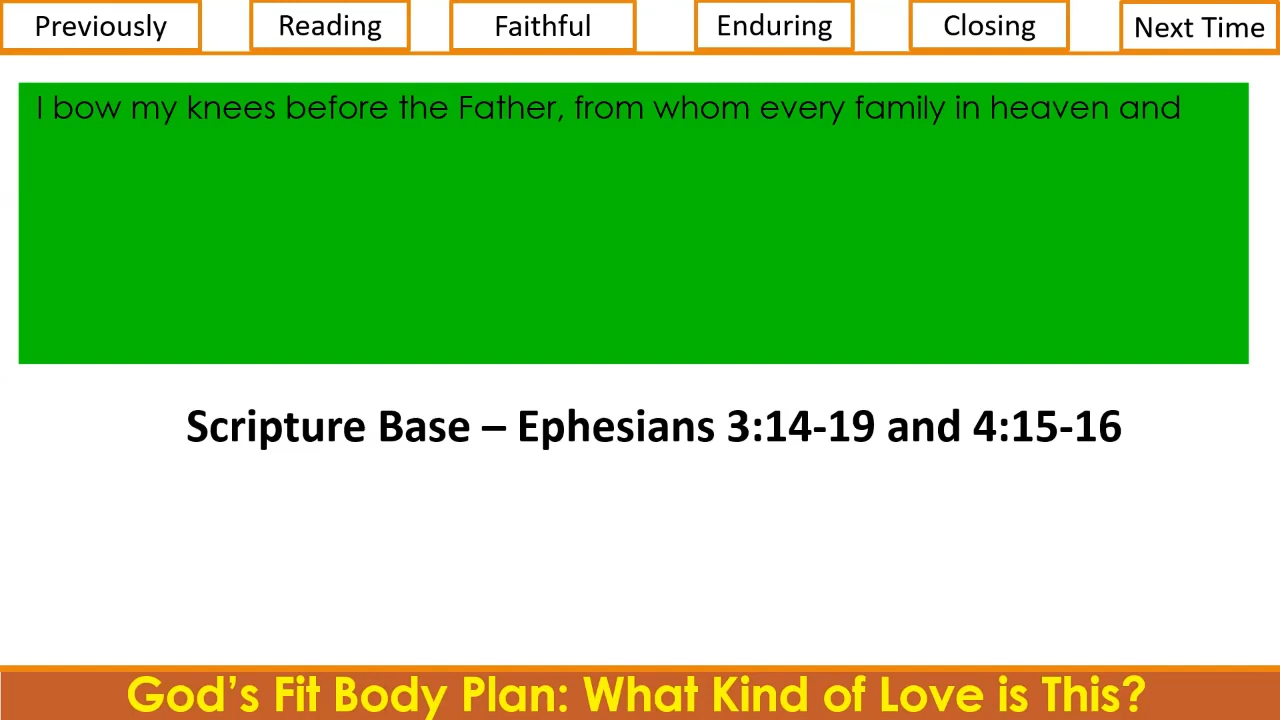 Previously
Reading
Faithful
Enduring
Closing
Next Time
I bow my knees before the Father, from whom every family in heaven and
Scripture Base – Ephesians 3:14-19 and 4:15-16
God’s Fit Body Plan: What Kind of Love is This?